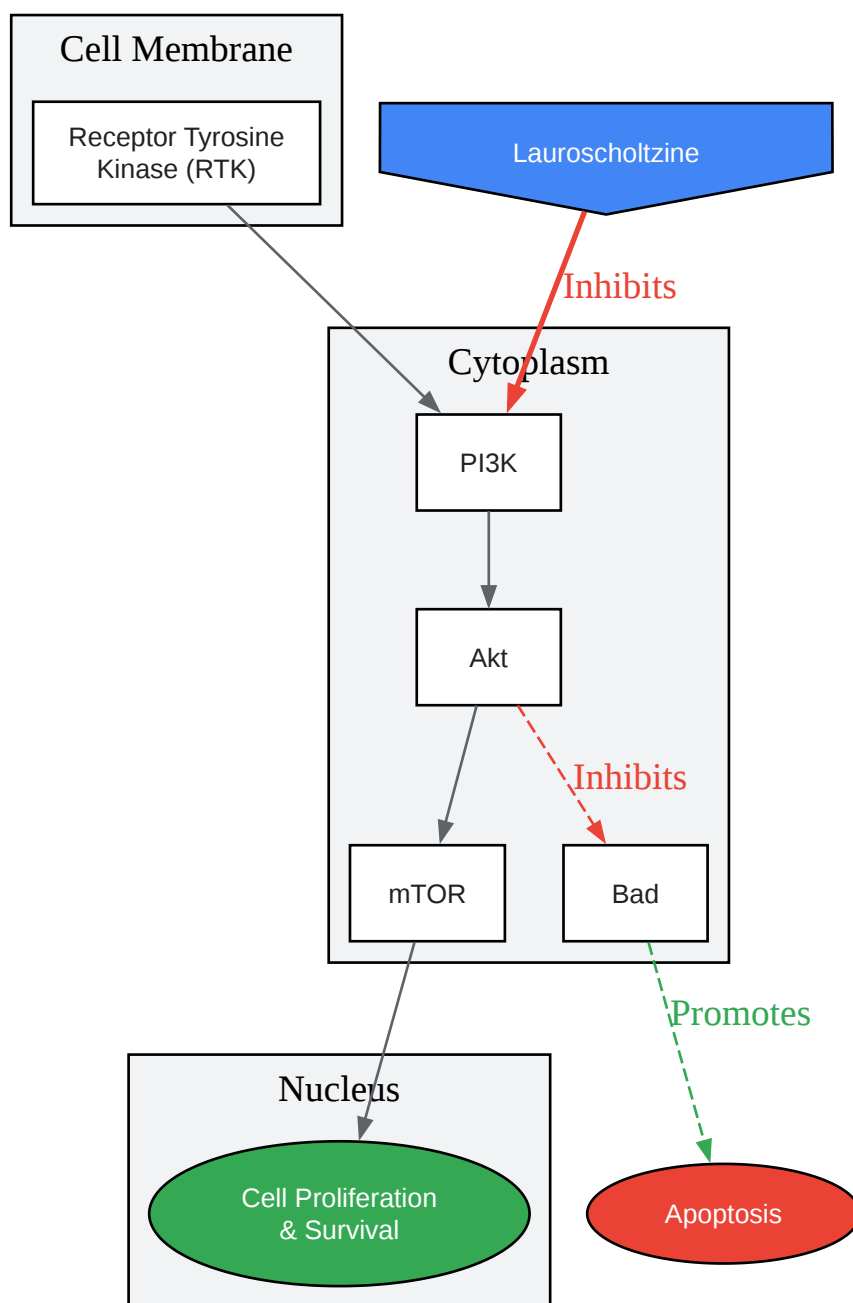 Cell Membrane
Receptor Tyrosine
Kinase (RTK)
Lauroscholtzine
Inhibits
Cytoplasm
PI3K
Akt
Inhibits
mTOR
Bad
Promotes
Nucleus
Cell Proliferation
& Survival
Apoptosis